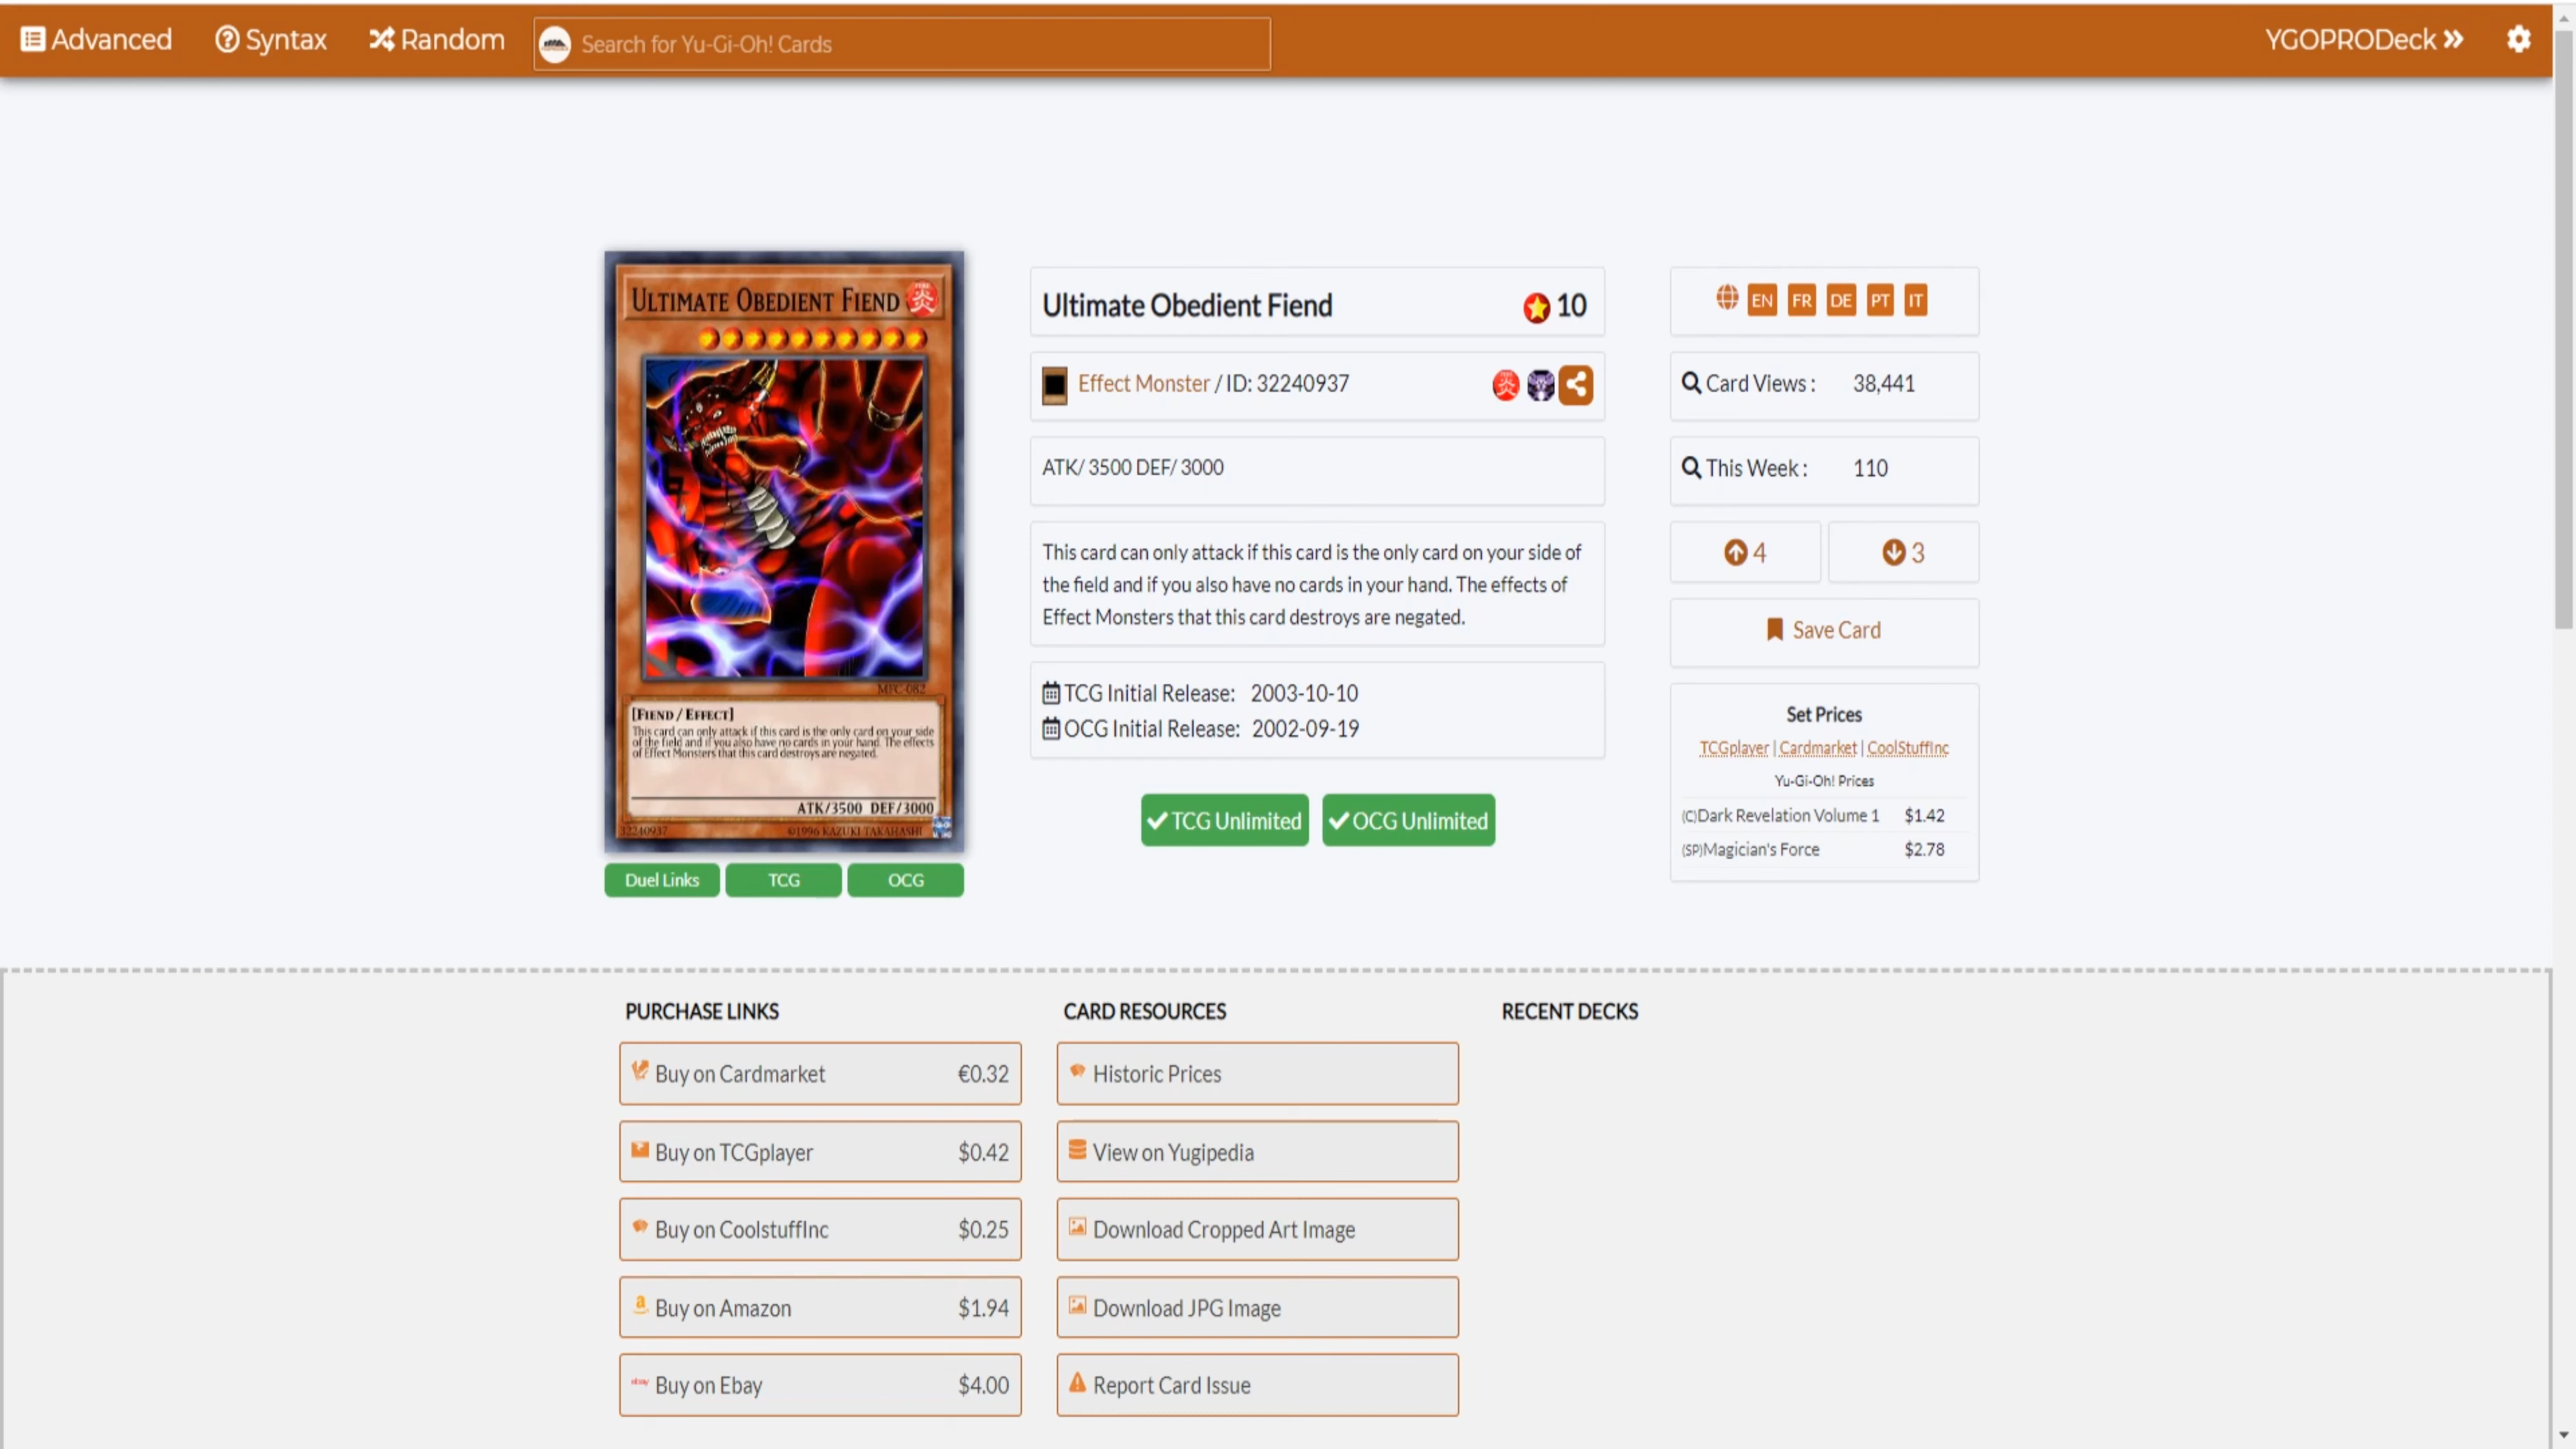 Advanced
Syntax
Random
Search for Yu-Gi-Oh! Cards
YGOPRODeck
ULTIMATE OBEDIENT FIEND
炎
MFC-082
[FIEND / EFFECT]
This card can only attack if this card is the only card on your side
of the field and if you also have no cards in your hand. The effects
of Effect Monsters that this card destroys are negated.
ATK/3500 DEF/3000
32240937
©1996 KAZUKI TAKAHASHI
Duel Links
TCG
OCG
Ultimate Obedient Fiend
10
Effect Monster / ID: 32240937
炎
ATK/ 3500 DEF/ 3000
This card can only attack if this card is the only card on your side of
the field and if you also have no cards in your hand. The effects of
Effect Monsters that this card destroys are negated.
TCG Initial Release: 2003-10-10
OCG Initial Release: 2002-09-19
TCG Unlimited
OCG Unlimited
EN FR DE PT IT
Card Views : 38,441
This Week : 110
4
3
Save Card
Set Prices
TCGplayer | Cardmarket | CoolStuffInc
Yu-Gi-Oh! Prices
(C)Dark Revelation Volume 1 $1.42
(SP)Magician's Force $2.78
PURCHASE LINKS
Buy on Cardmarket €0.32
Buy on TCGplayer $0.42
Buy on CoolstuffInc $0.25
a Buy on Amazon $1.94
ebay Buy on Ebay $4.00
CARD RESOURCES
Historic Prices
View on Yugipedia
Download Cropped Art Image
Download JPG Image
Report Card Issue
RECENT DECKS